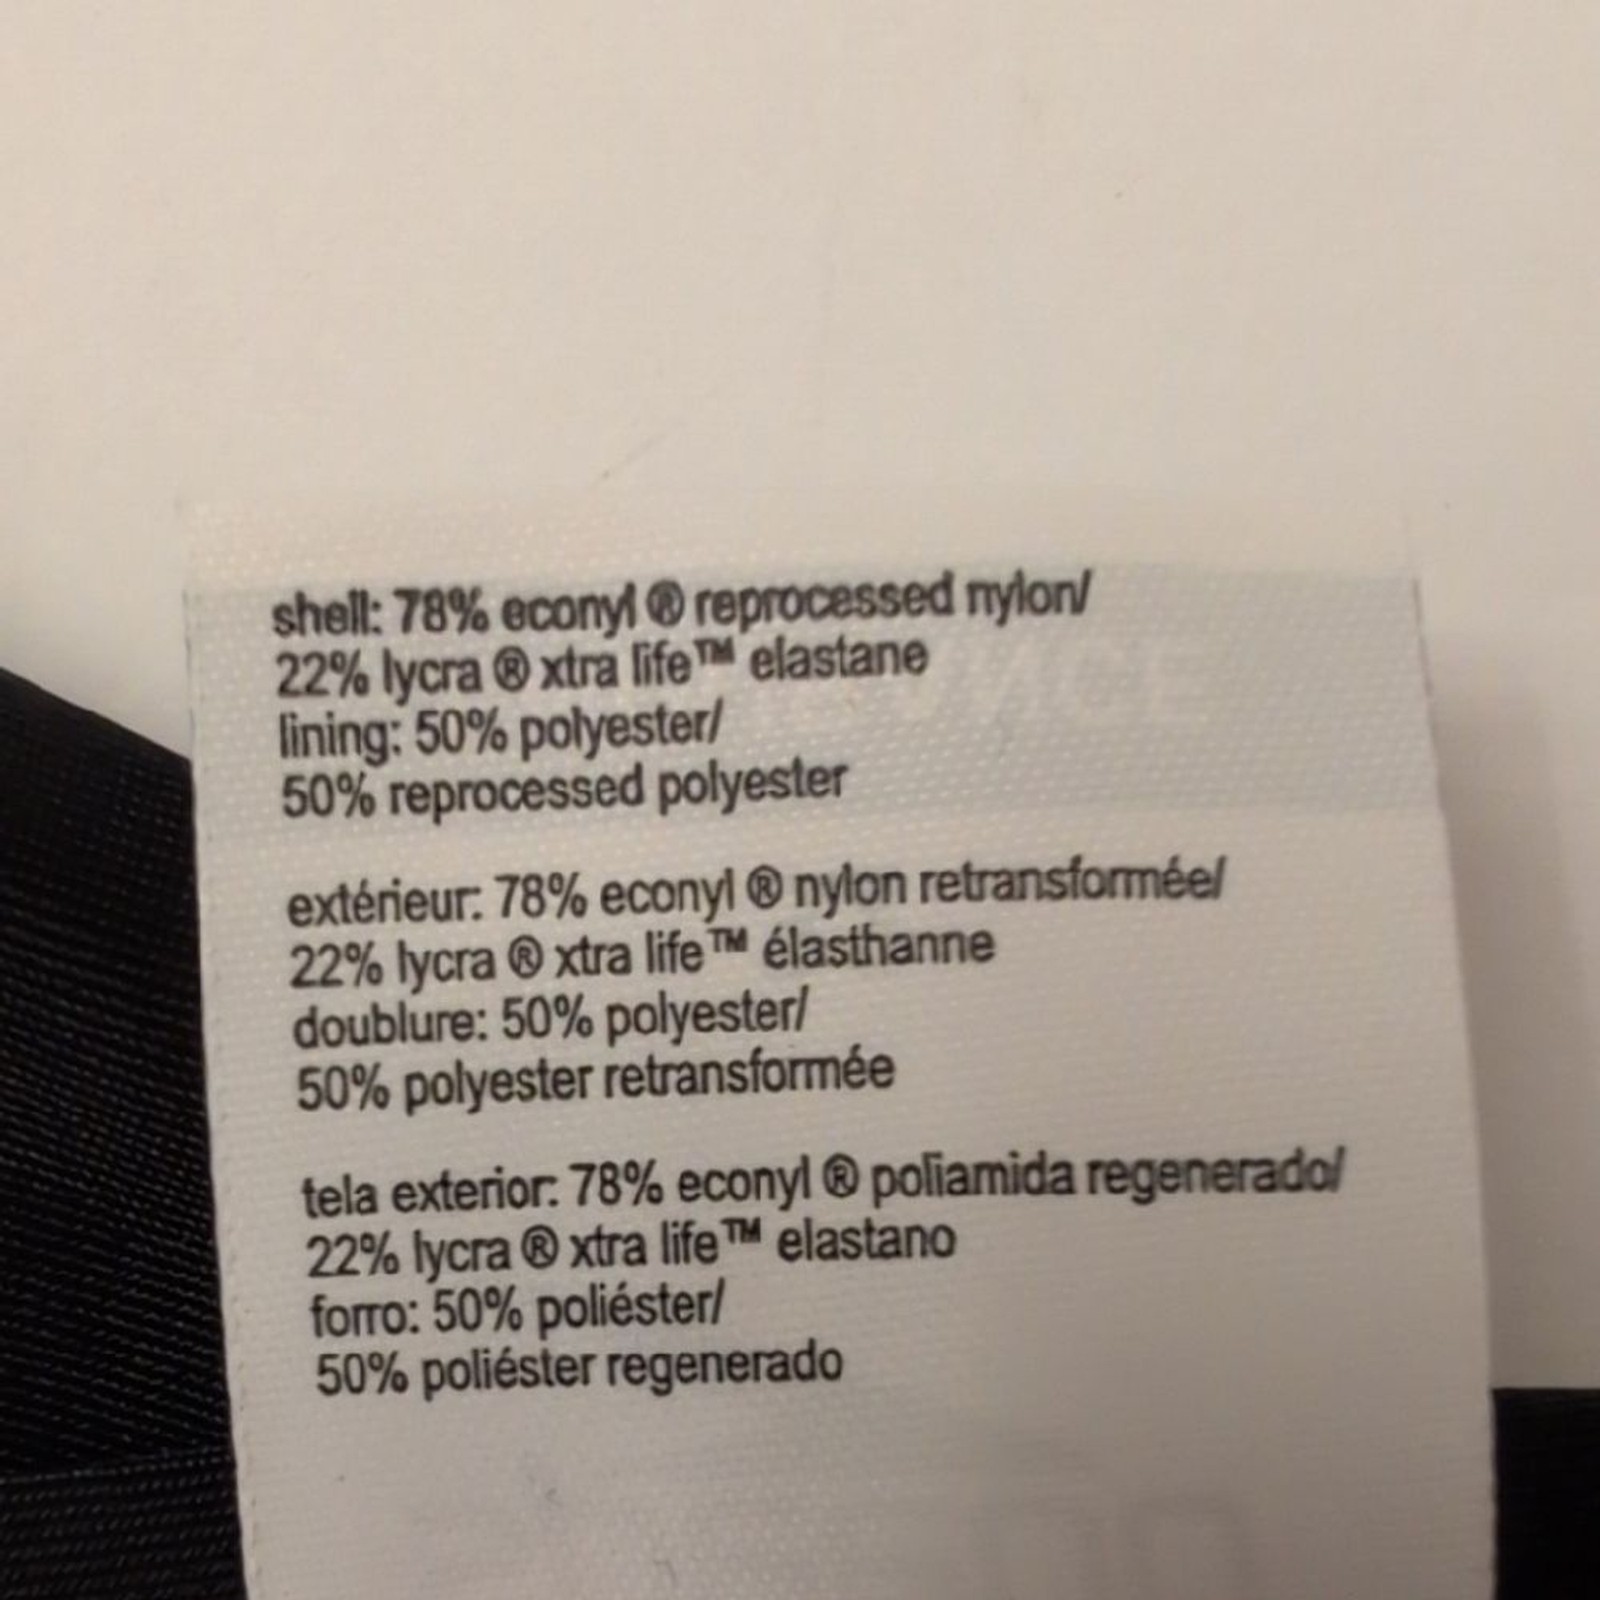 shell: 78% econyl ® reprocessed nylon/
22% lycra ® xtra life™ elastane
lining: 50% polyester/
50% reprocessed polyester
extérieur: 78% econyl ® nylon retransformée/
22% lycra ® xtra life™ élasthanne
doublure: 50% polyester/
50% polyester retransformée
tela exterior: 78% econyl ® poliamida regenerado/
22% lycra ® xtra life™ elastano
forro: 50% poliéster/
50% poliéster regenerado